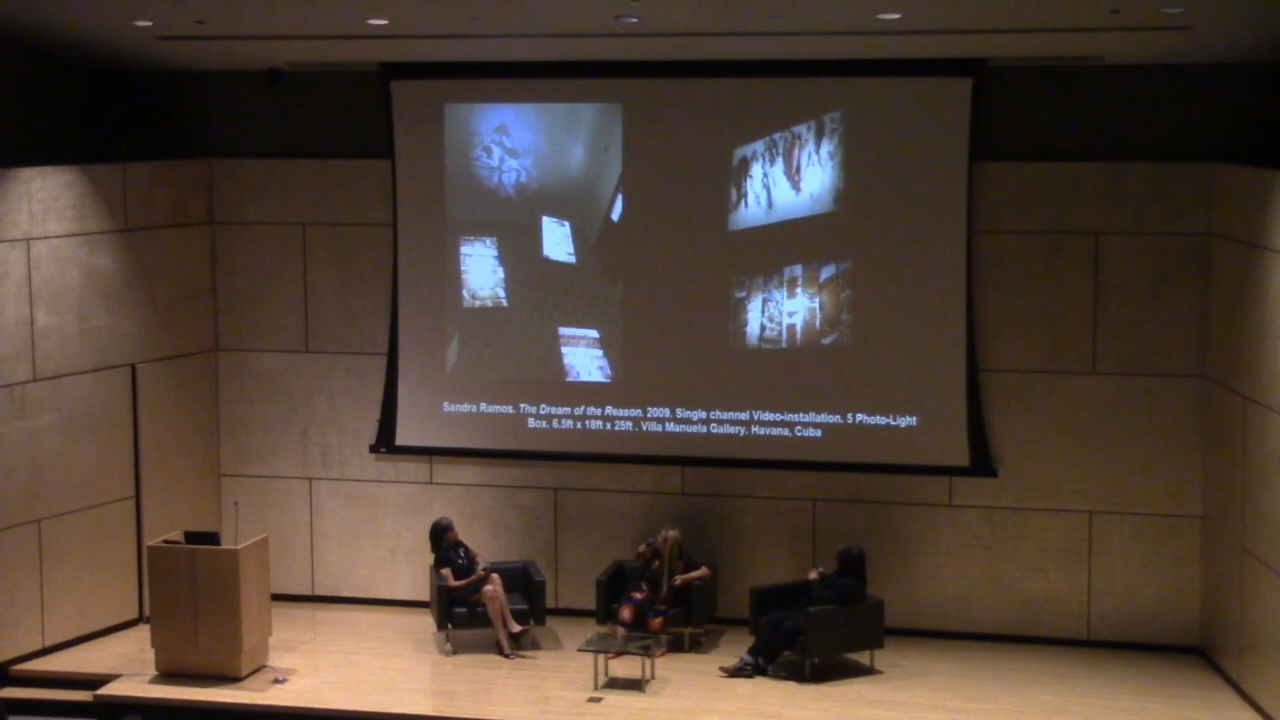 Sandra Ramos. The Dream of the Reason. 2009. Single channel Video-installation. 5 Photo-Light
Box. 6.5ft x 18ft x 25ft . Villa Manuela Gallery. Havana, Cuba